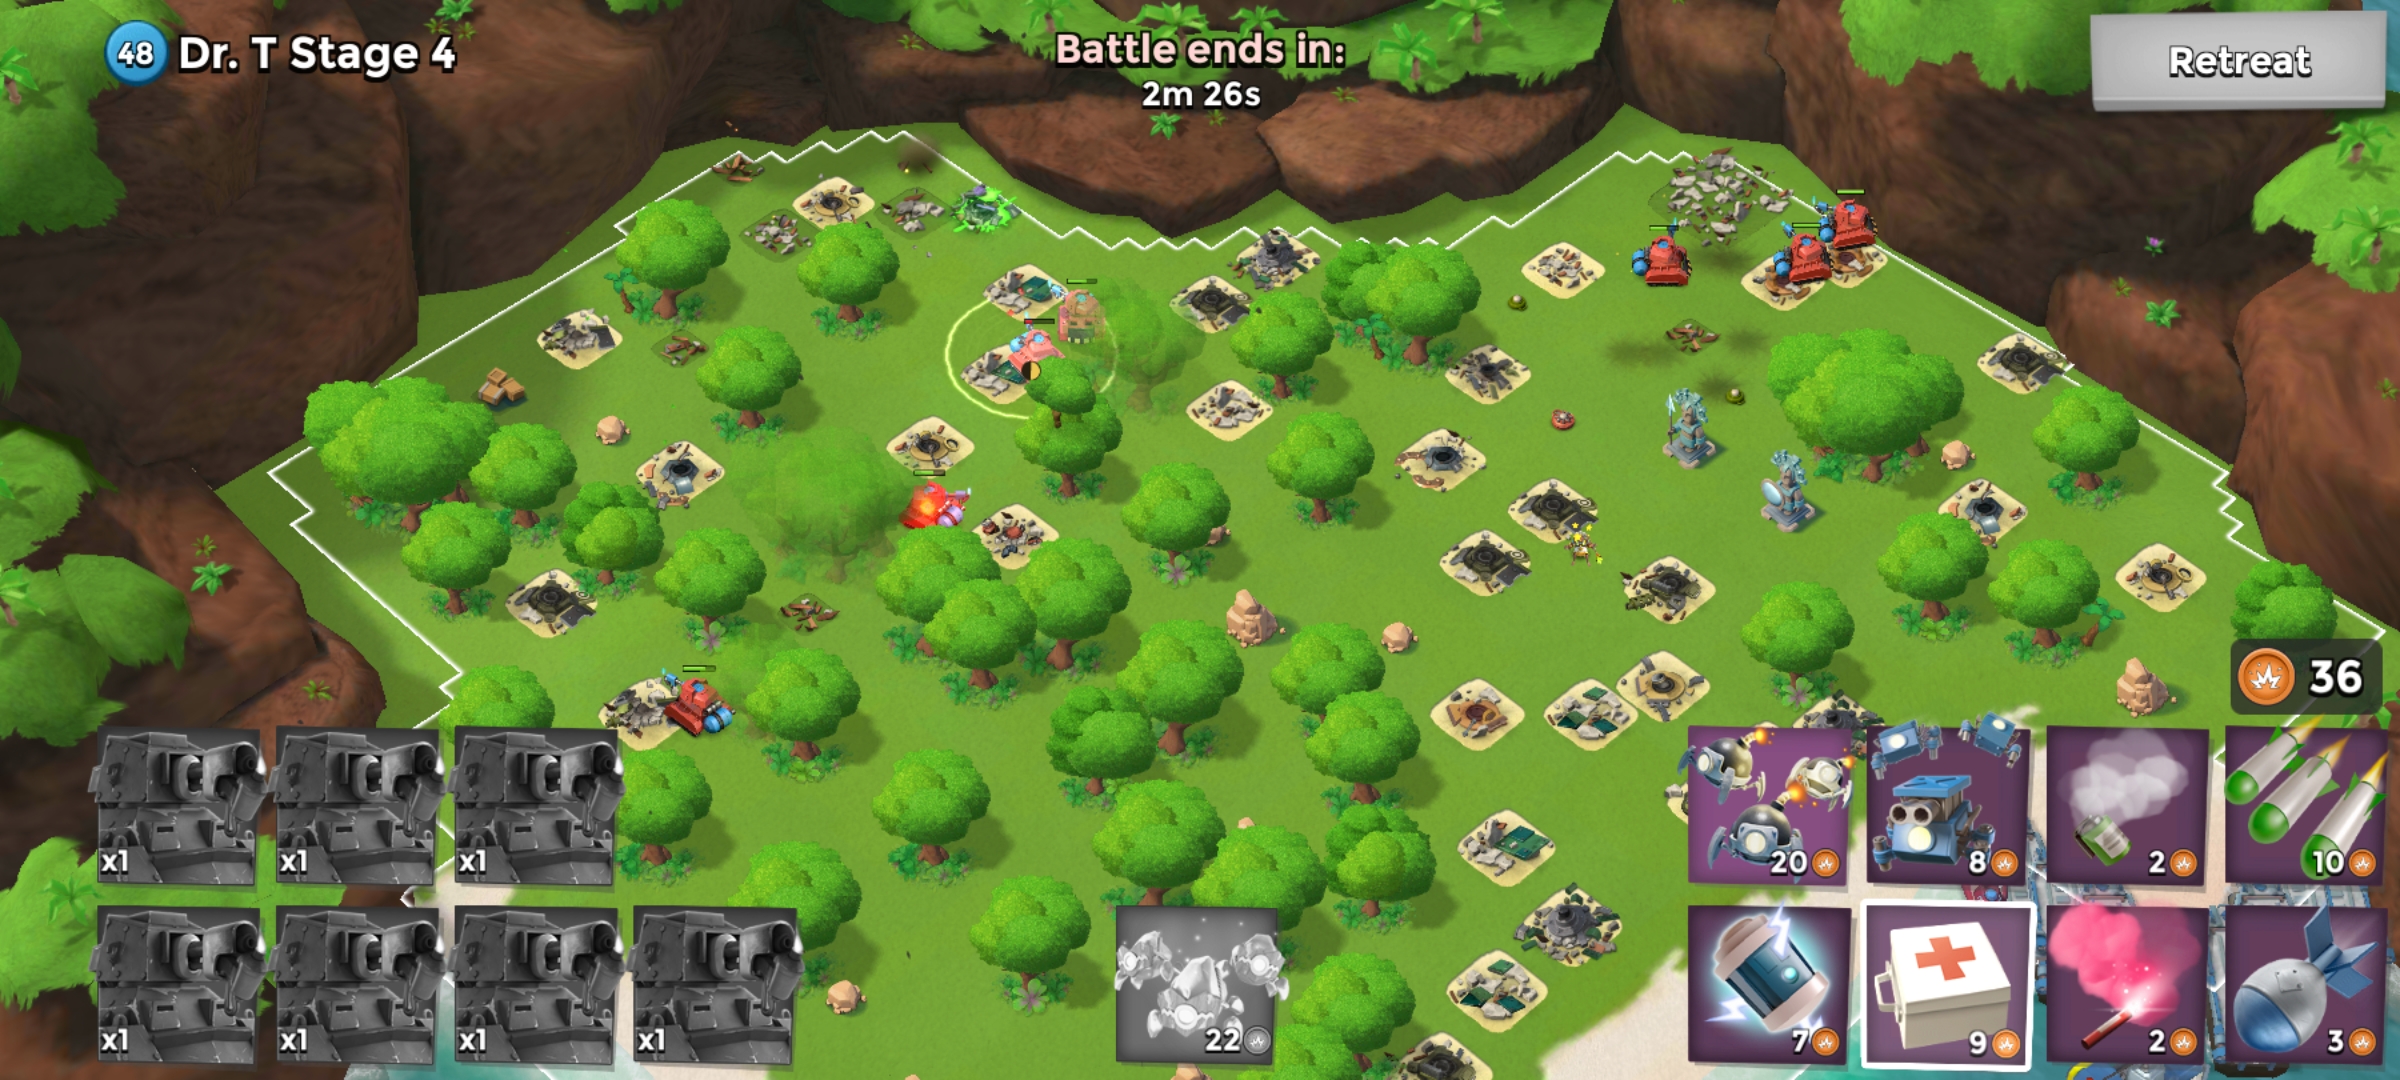 48 Dr. T Stage 4
Battle ends in:
2m 26s
Retreat
36
x1
x1
x1
20
8
2
10
x1
x1
x1
x1
22
7
9
2
3